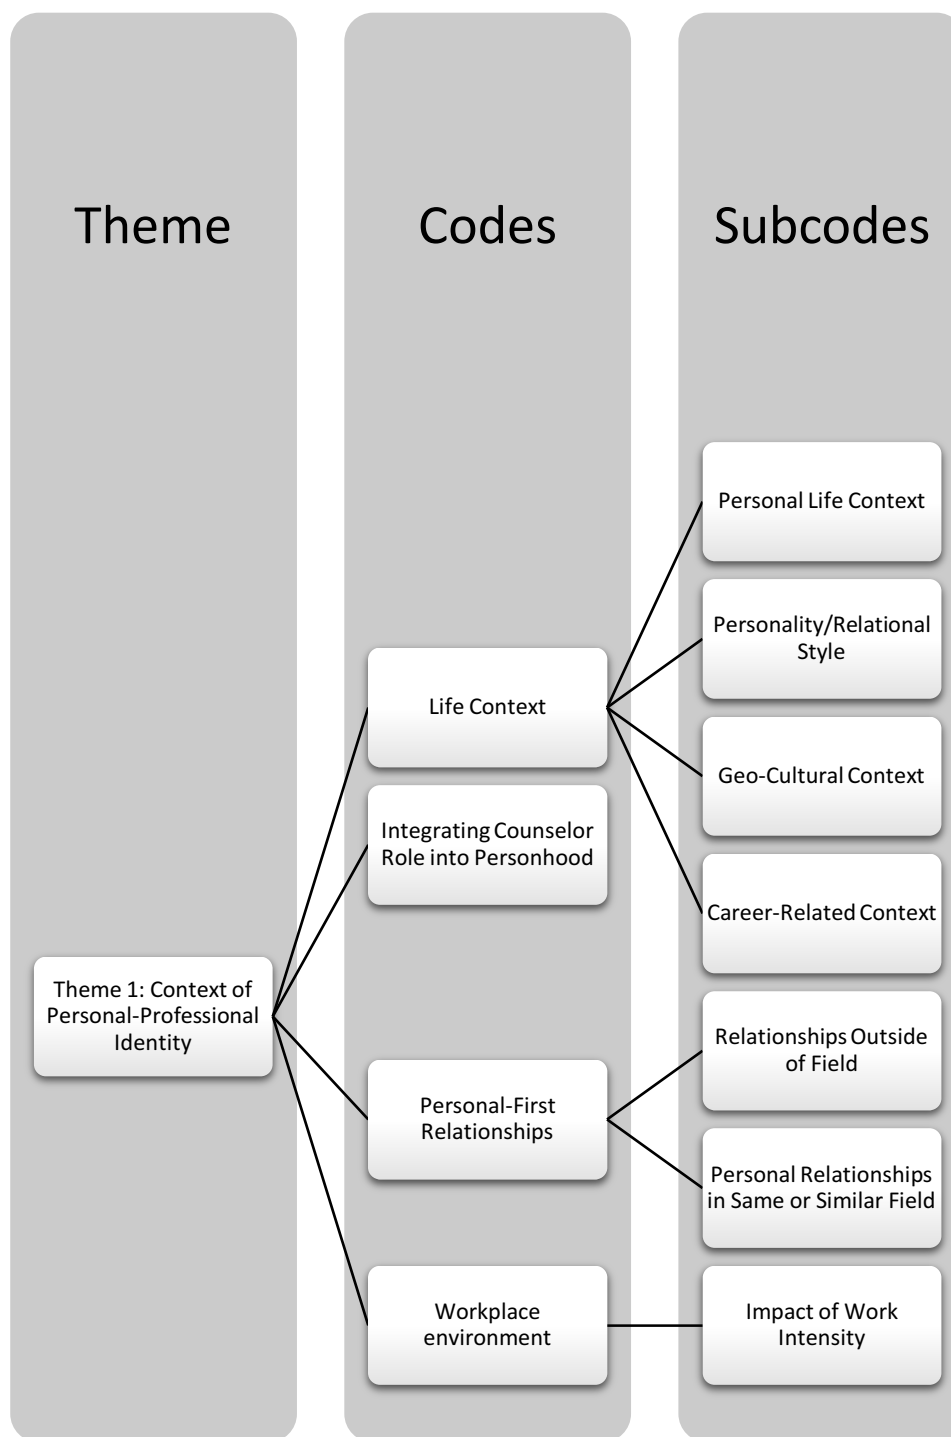 Theme
Codes
Subcodes
Theme 1: Context of
Personal-Professional
Identity
Life Context
Integrating Counselor
Role into Personhood
Personal-First
Relationships
Workplace
environment
Personal Life Context
Personality/Relational
Style
Geo-Cultural Context
Career-Related Context
Relationships Outside
of Field
Personal Relationships
in Same or Similar Field
Impact of Work
Intensity